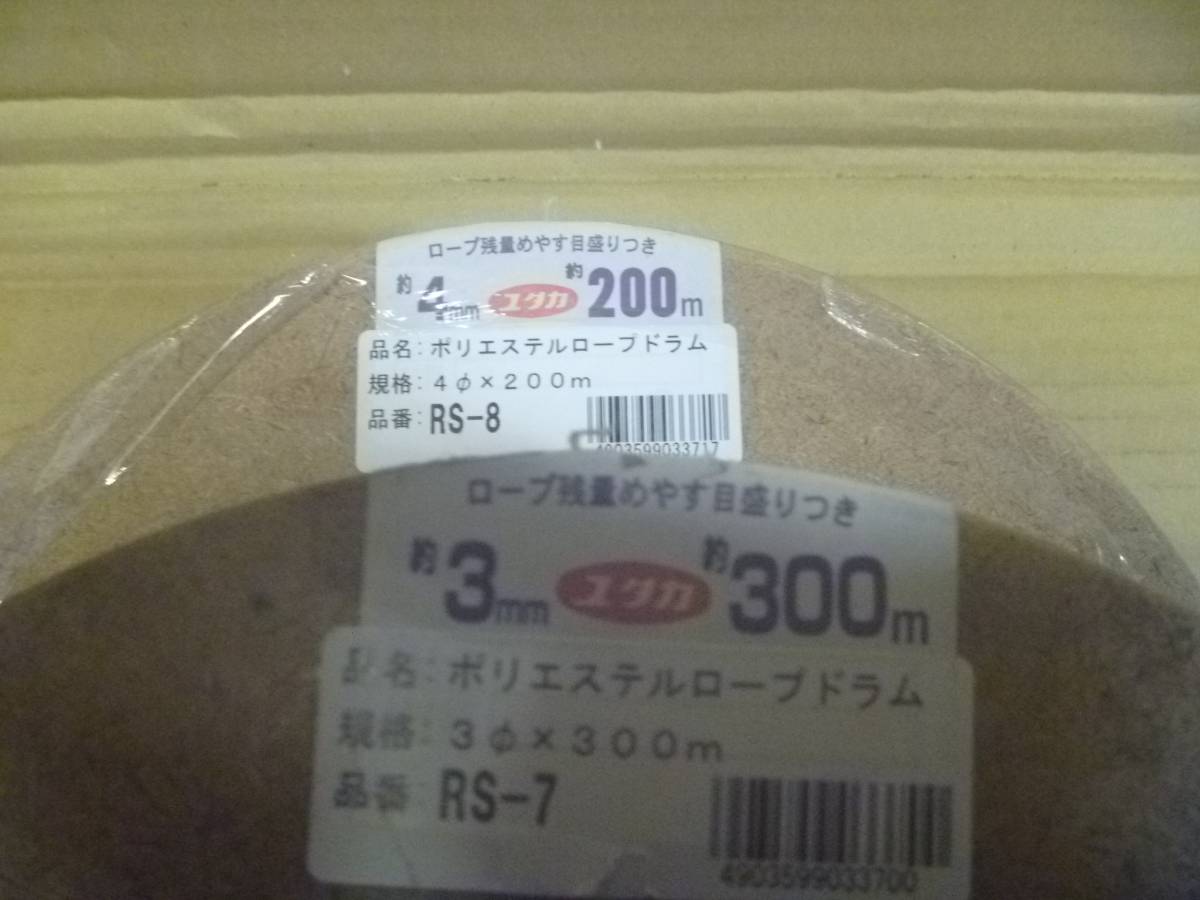 ロープ残量めやす目盛りつき
約4mm ユタカ 約200m
品名：ポリエステルロープドラム
規格：4φ×200m
品番：RS-8
4903599033717
ロープ残量めやす目盛りつき
約3mm ユタカ 約300m
品名：ポリエステルロープドラム
規格：3φ×300m
品番：RS-7
4903599033700